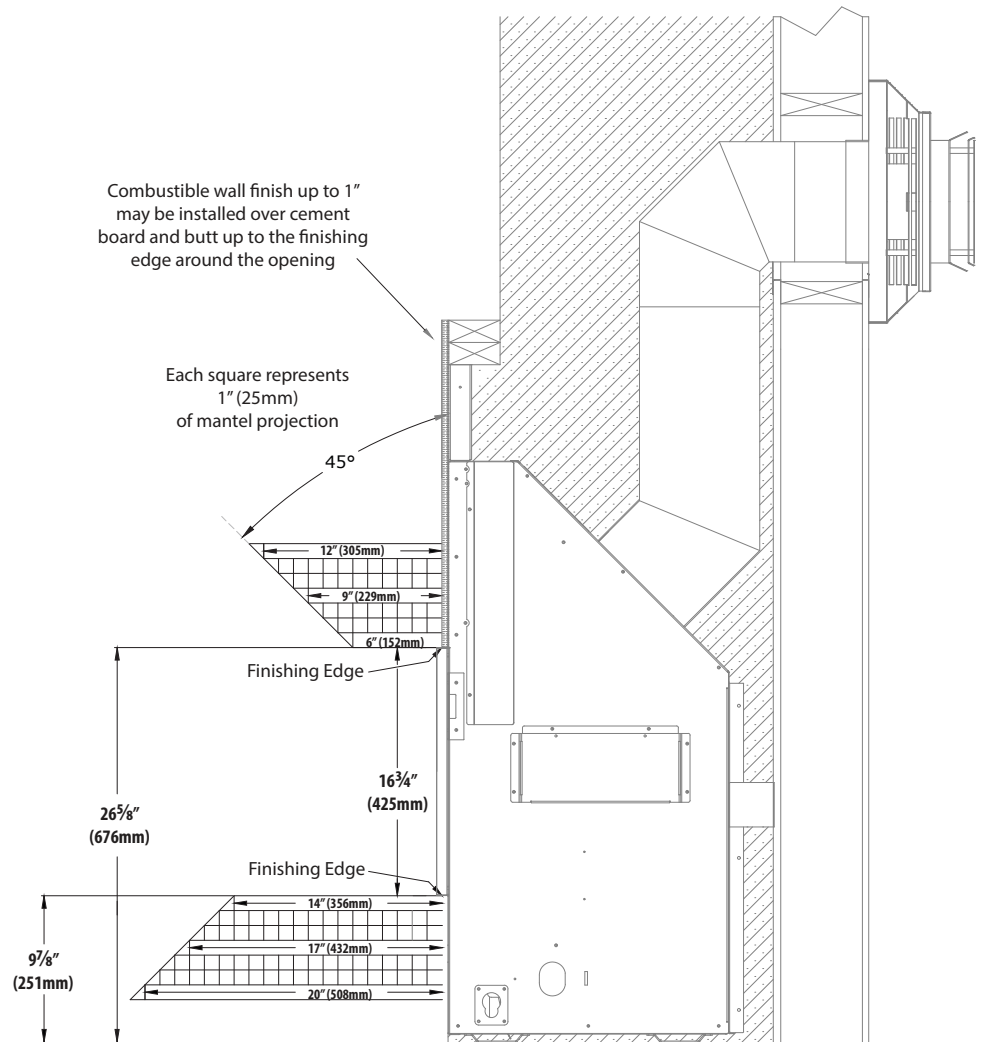 Combustible wall finish up to 1”
may be installed over cement
board and butt up to the finishing
edge around the opening
Each square represents
1” (25mm)
of mantel projection
45°
12” (305mm)
9” (229mm)
6” (152mm)
Finishing Edge
16¾”
(425mm)
26⅝”
(676mm)
Finishing Edge
14” (356mm)
17” (432mm)
9⅞”
(251mm)
20” (508mm)